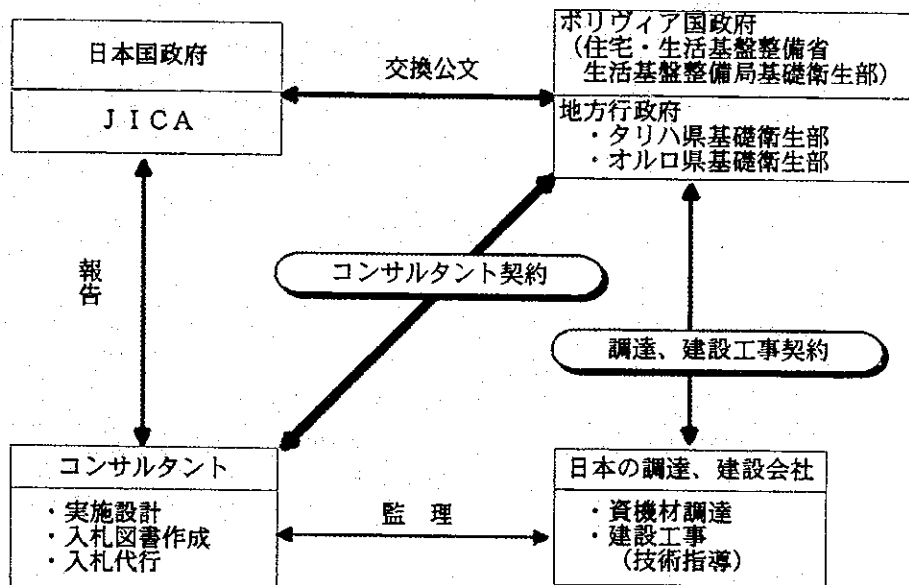 日本国政府
JICA
交換公文
ボリヴィア国政府
（住宅・生活基盤整備省
生活基盤整備局基礎衛生部）
地方行政府
・タリハ県基礎衛生部
・オルロ県基礎衛生部
報告
コンサルタント契約
調達、建設工事契約
コンサルタント
・実施設計
・入札図書作成
・入札代行
監　理
日本の調達、建設会社
・資機材調達
・建設工事
（技術指導）